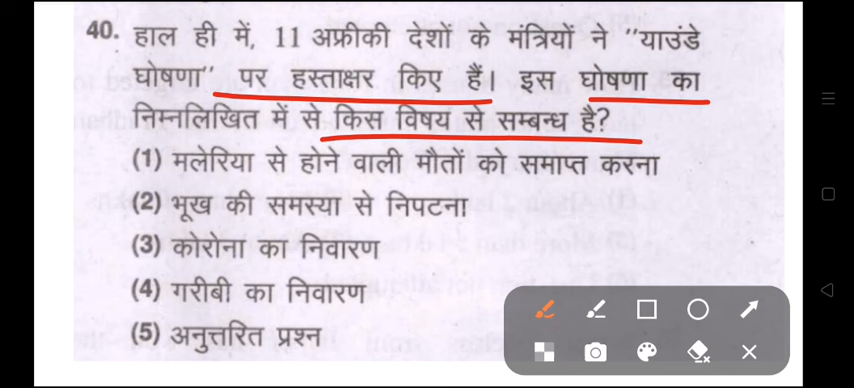 40. हाल ही में, 11 अफ्रीकी देशों के मंत्रियों ने "याउंडे
घोषणा" पर हस्ताक्षर किए हैं। इस घोषणा का
निम्नलिखित में से किस विषय से सम्बन्ध है?
(1) मलेरिया से होने वाली मौतों को समाप्त करना
(2) भूख की समस्या से निपटना
(3) कोरोना का निवारण
(4) गरीबी का निवारण
(5) अनुत्तरित प्रश्न